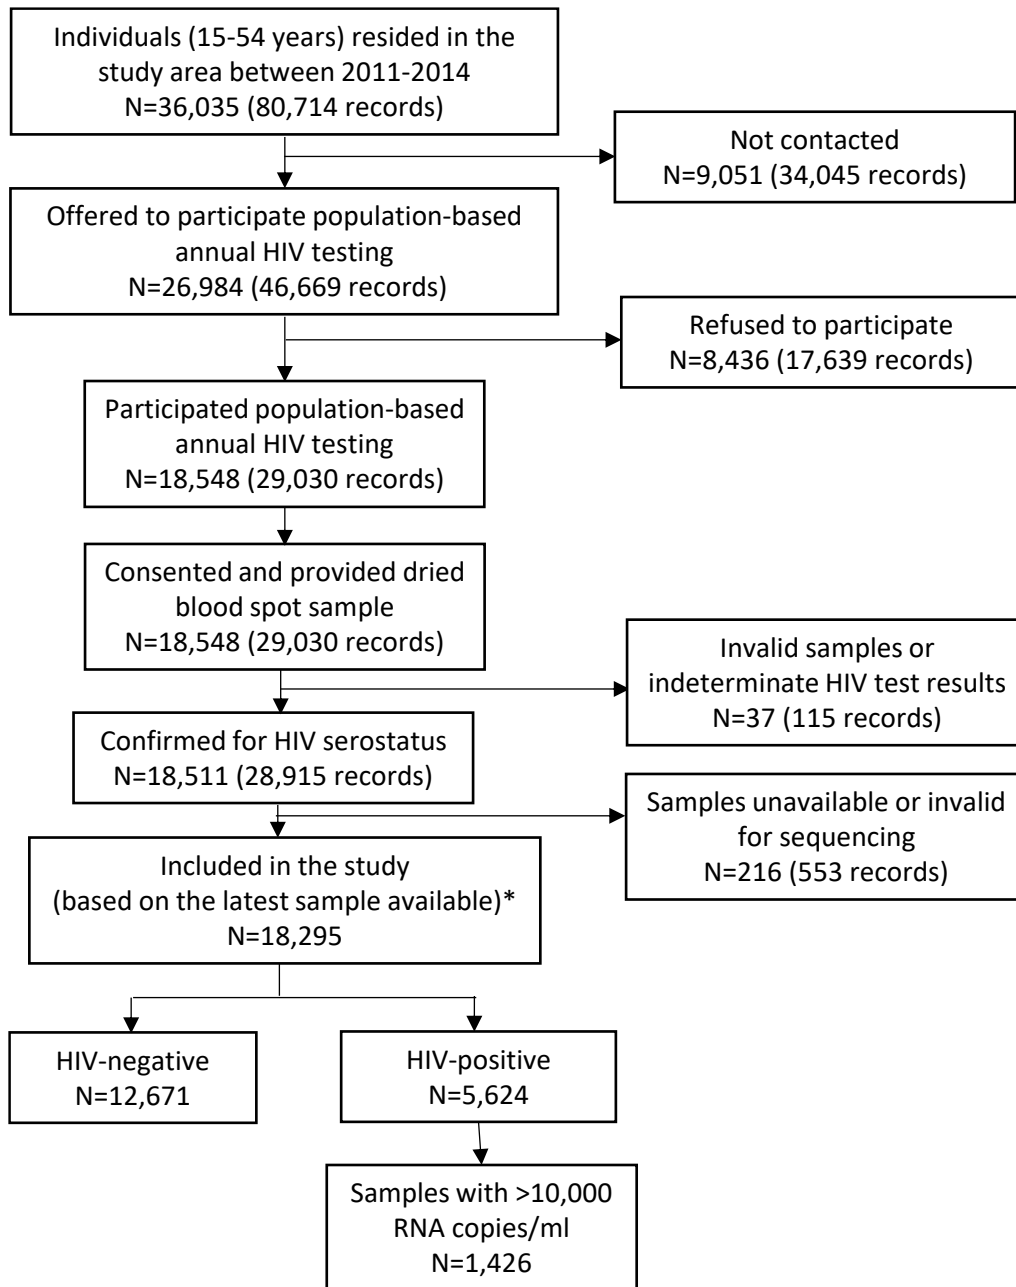 Individuals (15-54 years) resided in the
study area between 2011-2014
N=36,035 (80,714 records)
Not contacted
N=9,051 (34,045 records)
Offered to participate population-based
annual HIV testing
N=26,984 (46,669 records)
Refused to participate
N=8,436 (17,639 records)
Participated population-based
annual HIV testing
N=18,548 (29,030 records)
Consented and provided dried
blood spot sample
N=18,548 (29,030 records)
Invalid samples or
indeterminate HIV test results
N=37 (115 records)
Confirmed for HIV serostatus
N=18,511 (28,915 records)
Samples unavailable or invalid
for sequencing
N=216 (553 records)
Included in the study
(based on the latest sample available)*
N=18,295
HIV-negative
N=12,671
HIV-positive
N=5,624
Samples with >10,000
RNA copies/ml
N=1,426